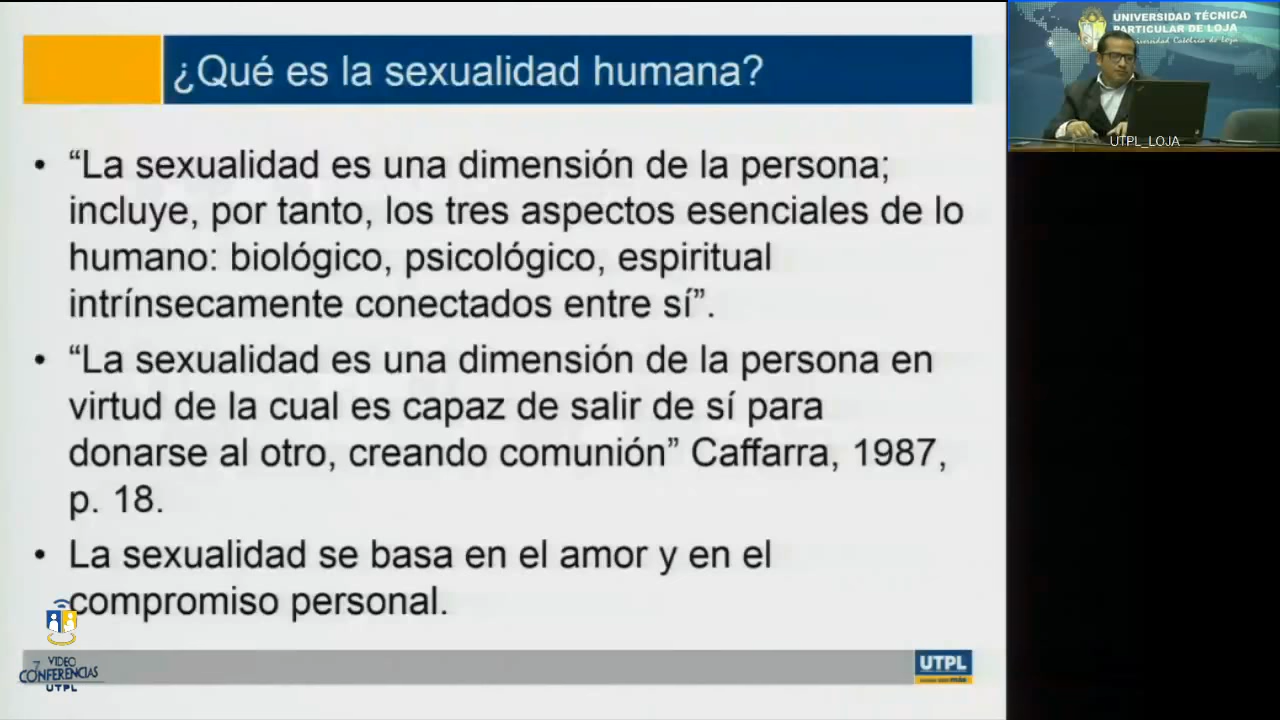 ¿Qué es la sexualidad humana?
• “La sexualidad es una dimensión de la persona;
incluye, por tanto, los tres aspectos esenciales de lo
humano: biológico, psicológico, espiritual
intrínsecamente conectados entre sí”.
• “La sexualidad es una dimensión de la persona en
virtud de la cual es capaz de salir de sí para
donarse al otro, creando comunión” Caffarra, 1987,
p. 18.
• La sexualidad se basa en el amor y en el
compromiso personal.
VIDEO
CONFERENCIAS
UTPL
UTPL
UNIVERSIDAD TÉCNICA
PARTICULAR DE LOJA
Universidad Católica de Loja
UTPL_LOJA